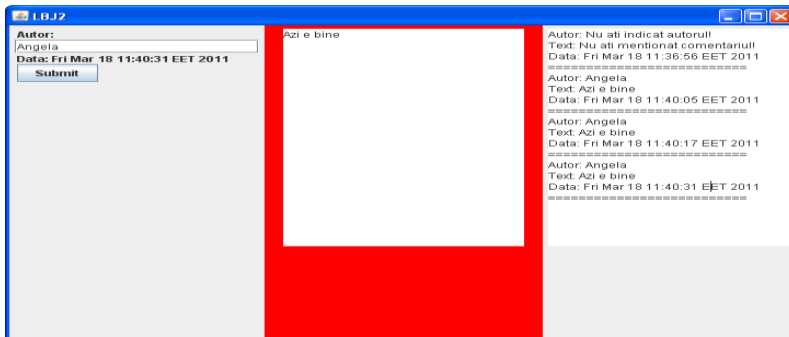 LBJ2
Autor:
Angela
Data: Fri Mar 18 11:40:31 EET 2011
Submit
Azi e bine
Autor: Nu ati indicat autorul!
Text: Nu ati mentionat comentariul!
Data: Fri Mar 18 11:36:56 EET 2011
===========================
Autor: Angela
Text: Azi e bine
Data: Fri Mar 18 11:40:05 EET 2011
===========================
Autor: Angela
Text: Azi e bine
Data: Fri Mar 18 11:40:17 EET 2011
===========================
Autor: Angela
Text: Azi e bine
Data: Fri Mar 18 11:40:31 EET 2011
===========================